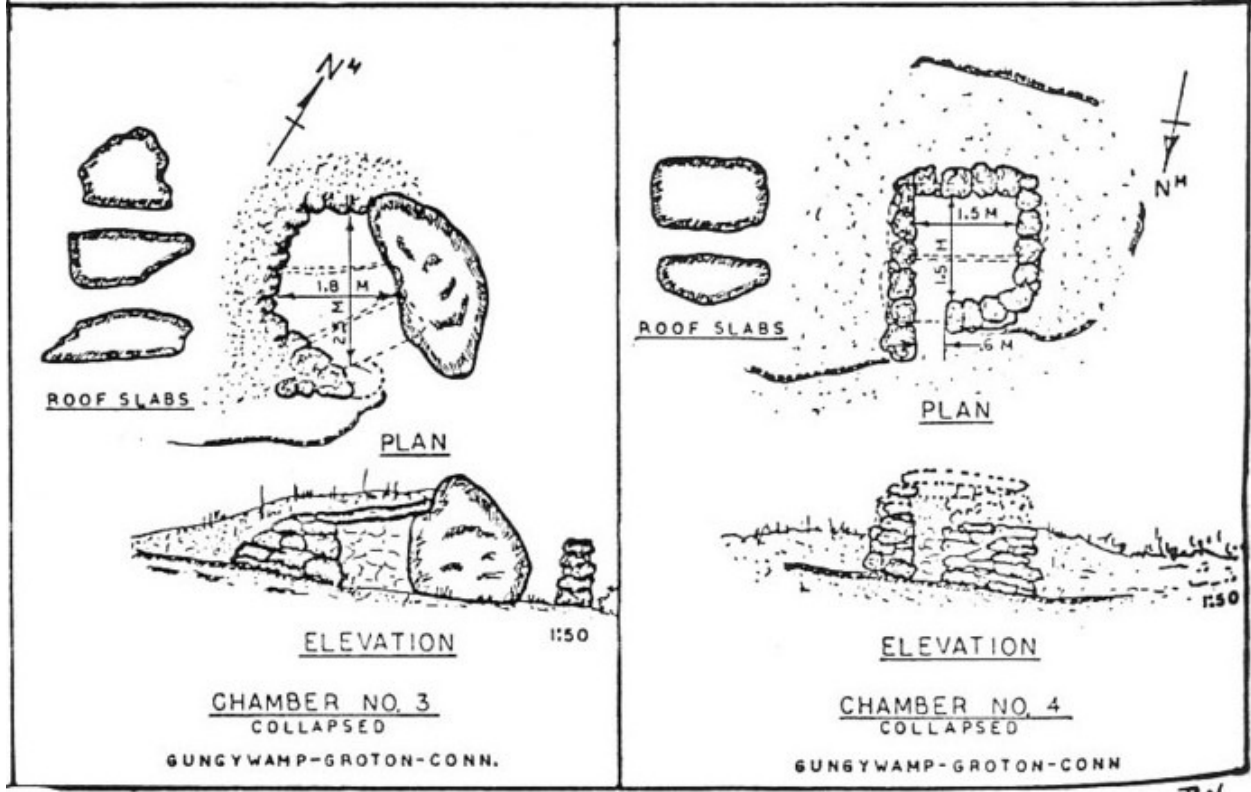 N M
1.8 M
2.3 M
ROOF SLABS
PLAN
ELEVATION
1:50
CHAMBER NO. 3
COLLAPSED
GUNGYWAMP-GROTON-CONN.
N M
1.5 M
1.5 M
ROOF SLABS
.6 M
PLAN
1:50
ELEVATION
CHAMBER NO. 4
COLLAPSED
GUNGYWAMP-GROTON-CONN